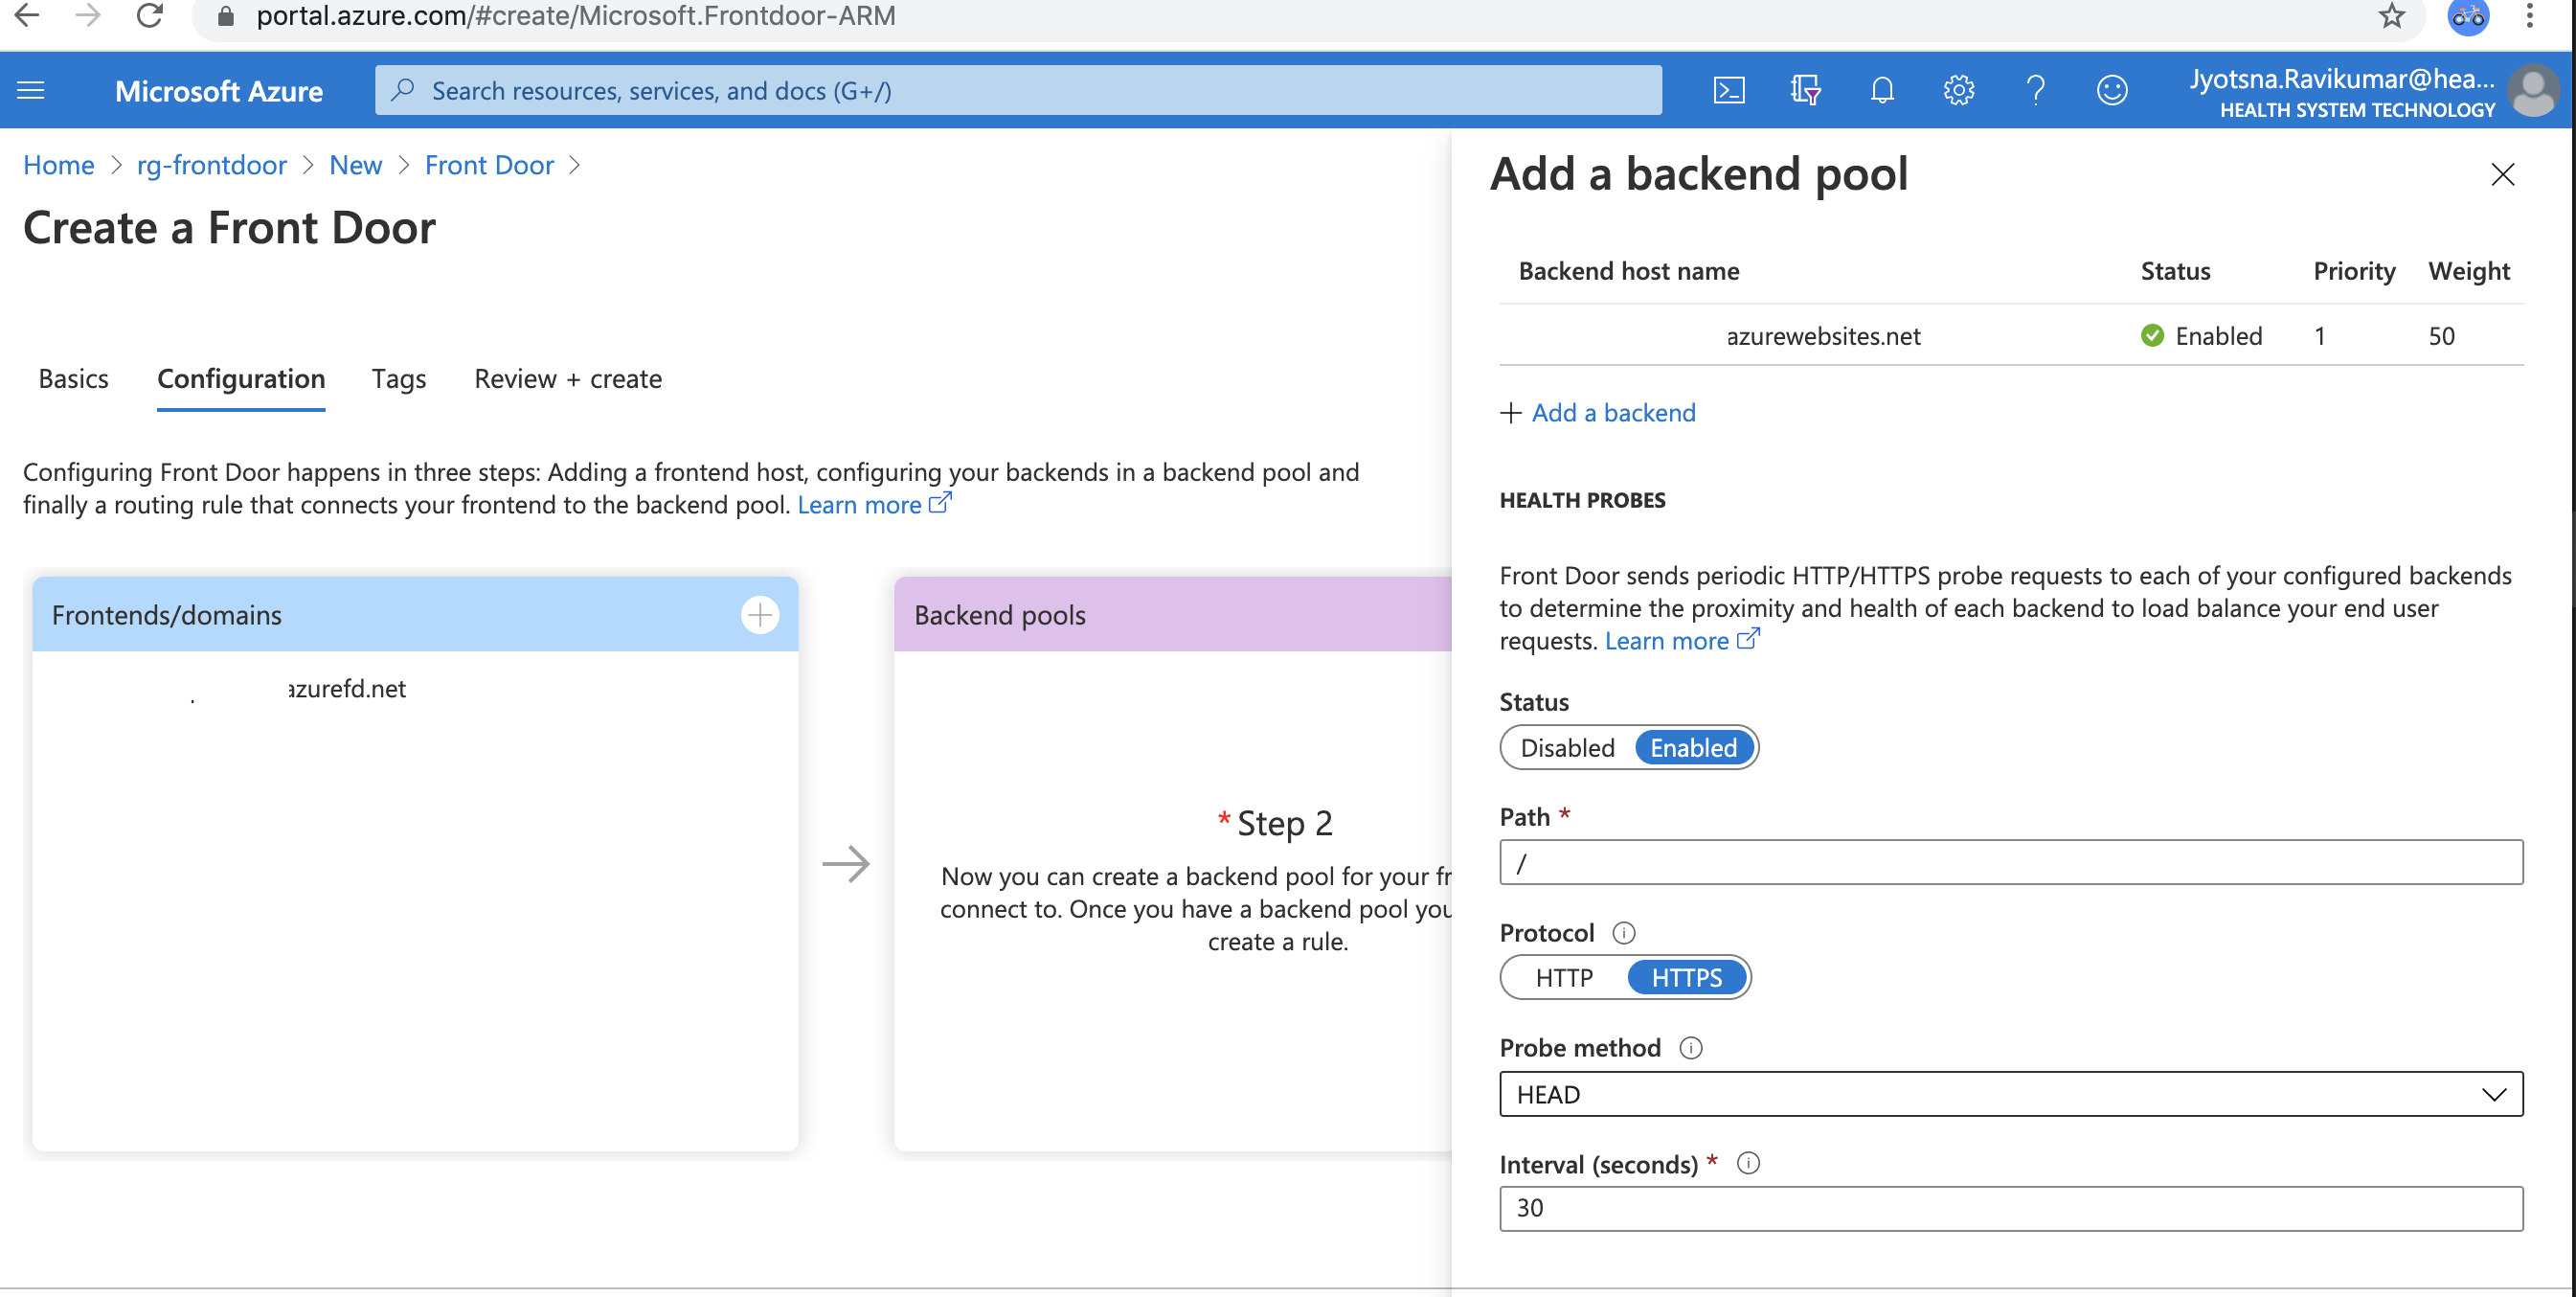 portal.azure.com/#create/Microsoft.Frontdoor-ARM
Microsoft Azure
Search resources, services, and docs (G+/)
Jyotsna.Ravikumar@hea...
HEALTH SYSTEM TECHNOLOGY
Home > rg-frontdoor > New > Front Door >
Create a Front Door
Basics Configuration Tags Review + create
Configuring Front Door happens in three steps: Adding a frontend host, configuring your backends in a backend pool and
finally a routing rule that connects your frontend to the backend pool. Learn more
Frontends/domains
azurefd.net
Backend pools
* Step 2
Now you can create a backend pool for your fr
connect to. Once you have a backend pool you
create a rule.
Add a backend pool
Backend host name Status Priority Weight
azurewebsites.net Enabled 1 50
+ Add a backend
HEALTH PROBES
Front Door sends periodic HTTP/HTTPS probe requests to each of your configured backends
to determine the proximity and health of each backend to load balance your end user
requests. Learn more
Status
Disabled Enabled
Path *
/
Protocol
HTTP HTTPS
Probe method
HEAD
Interval (seconds) *
30